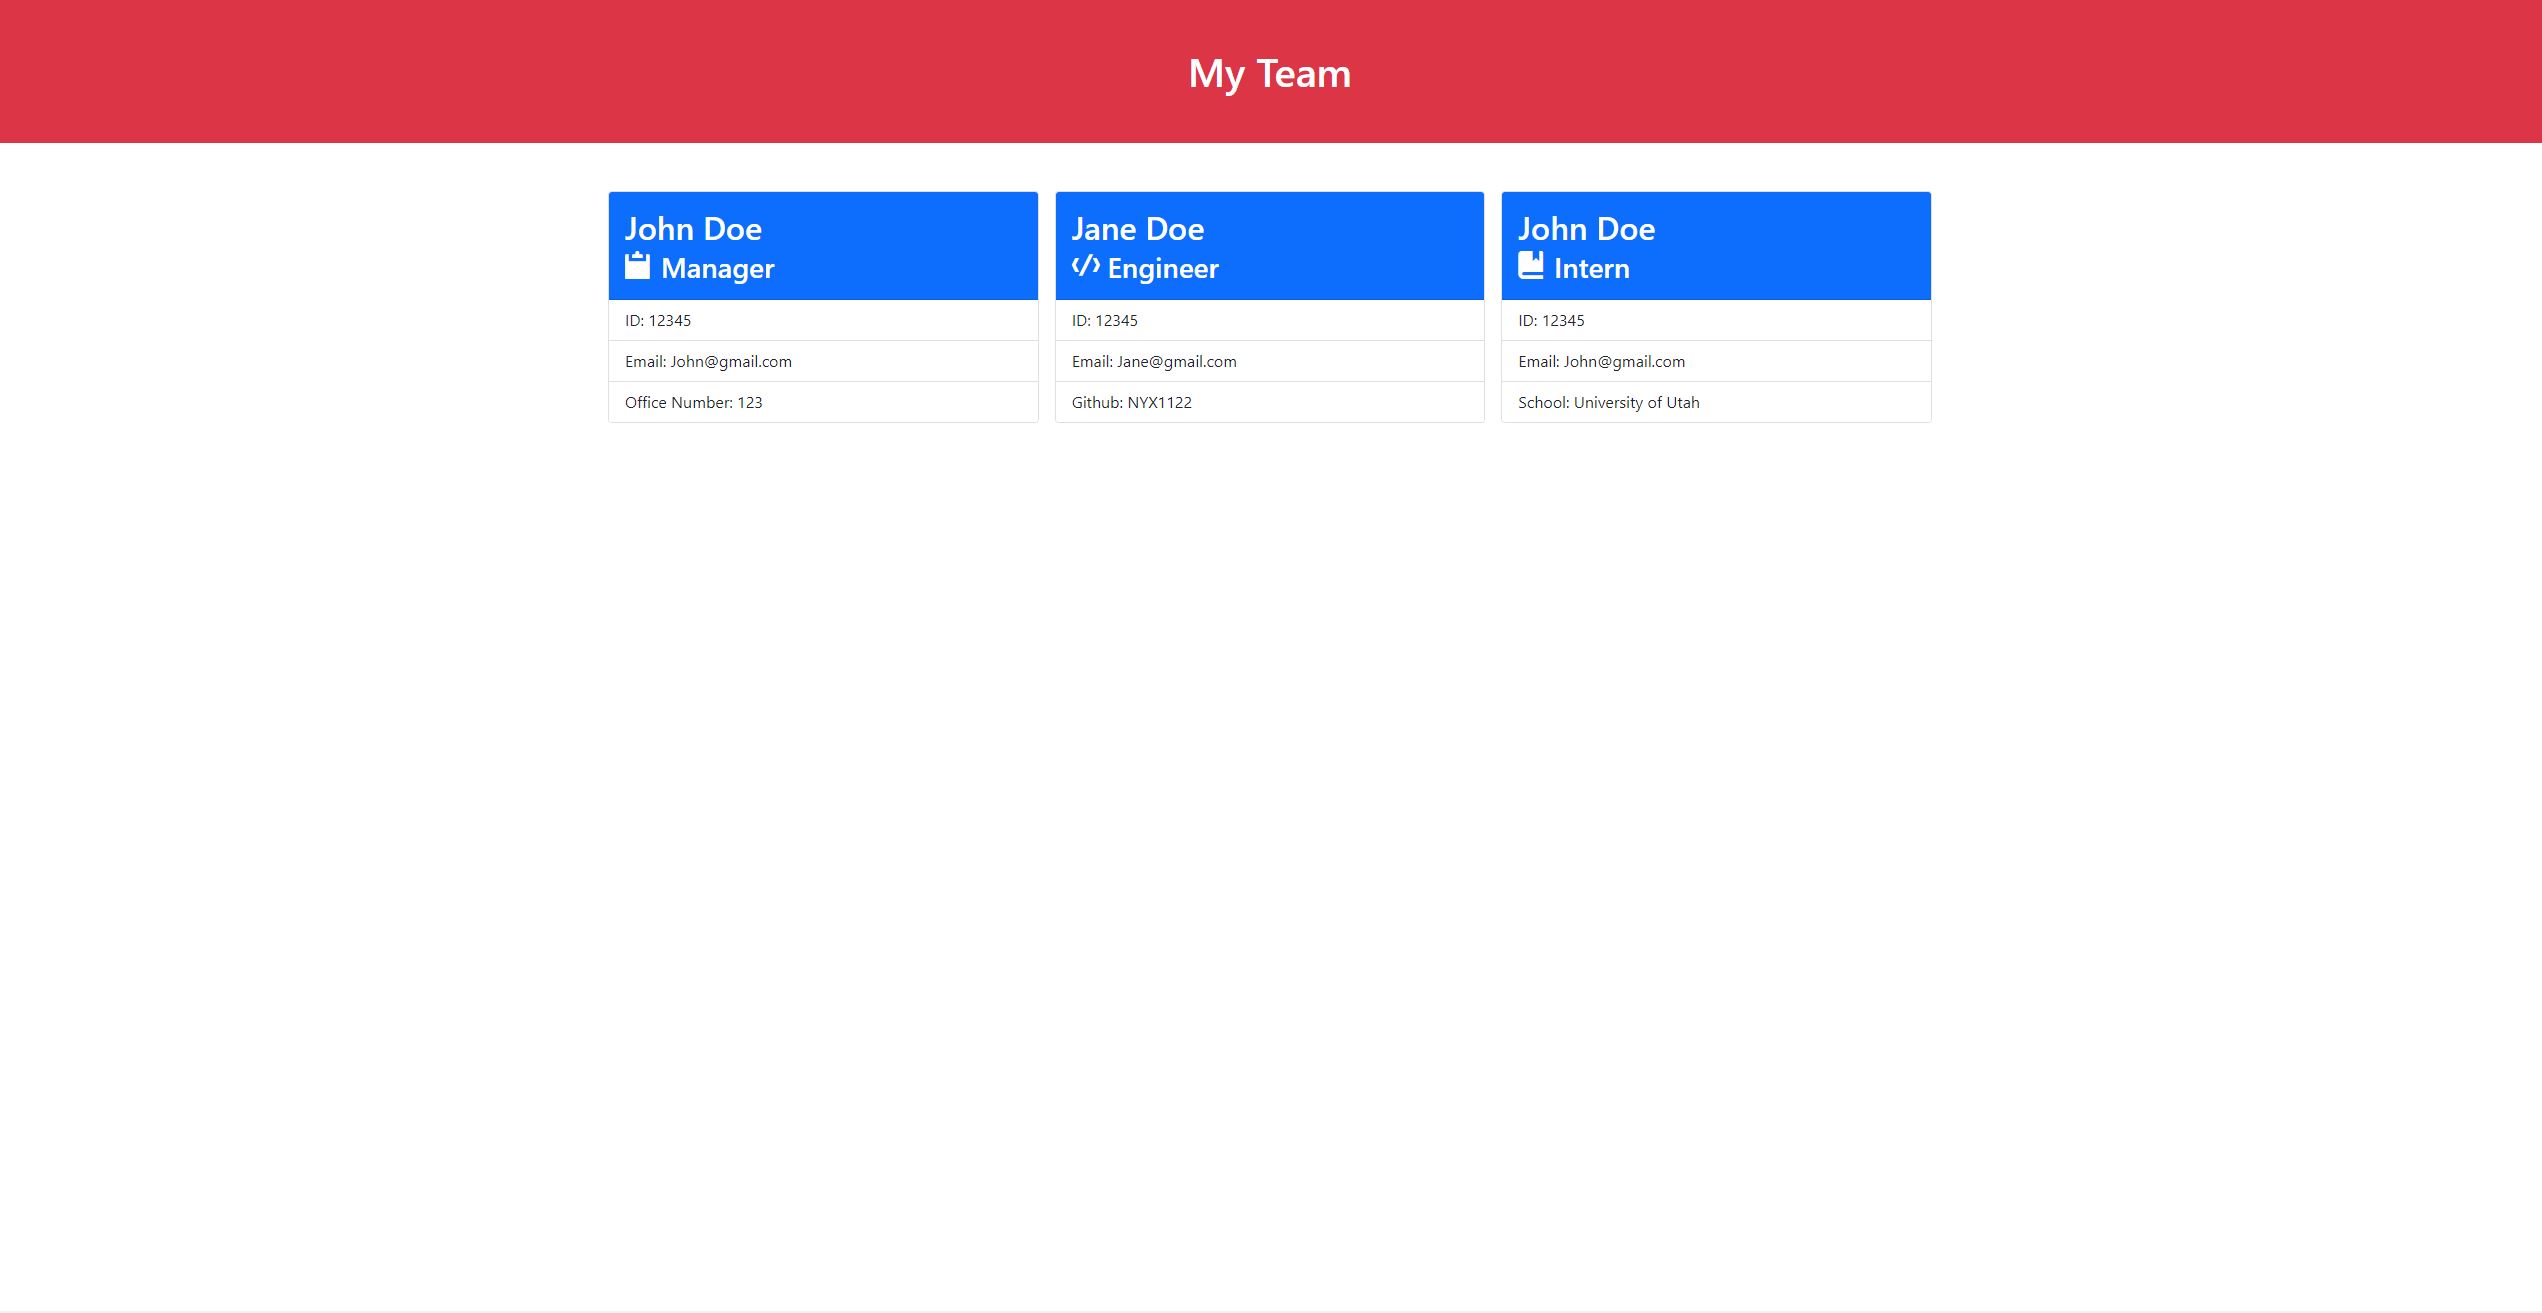 My Team
John Doe
Manager
ID: 12345
Email: John@gmail.com
Office Number: 123
Jane Doe
Engineer
ID: 12345
Email: Jane@gmail.com
Github: NYX1122
John Doe
Intern
ID: 12345
Email: John@gmail.com
School: University of Utah